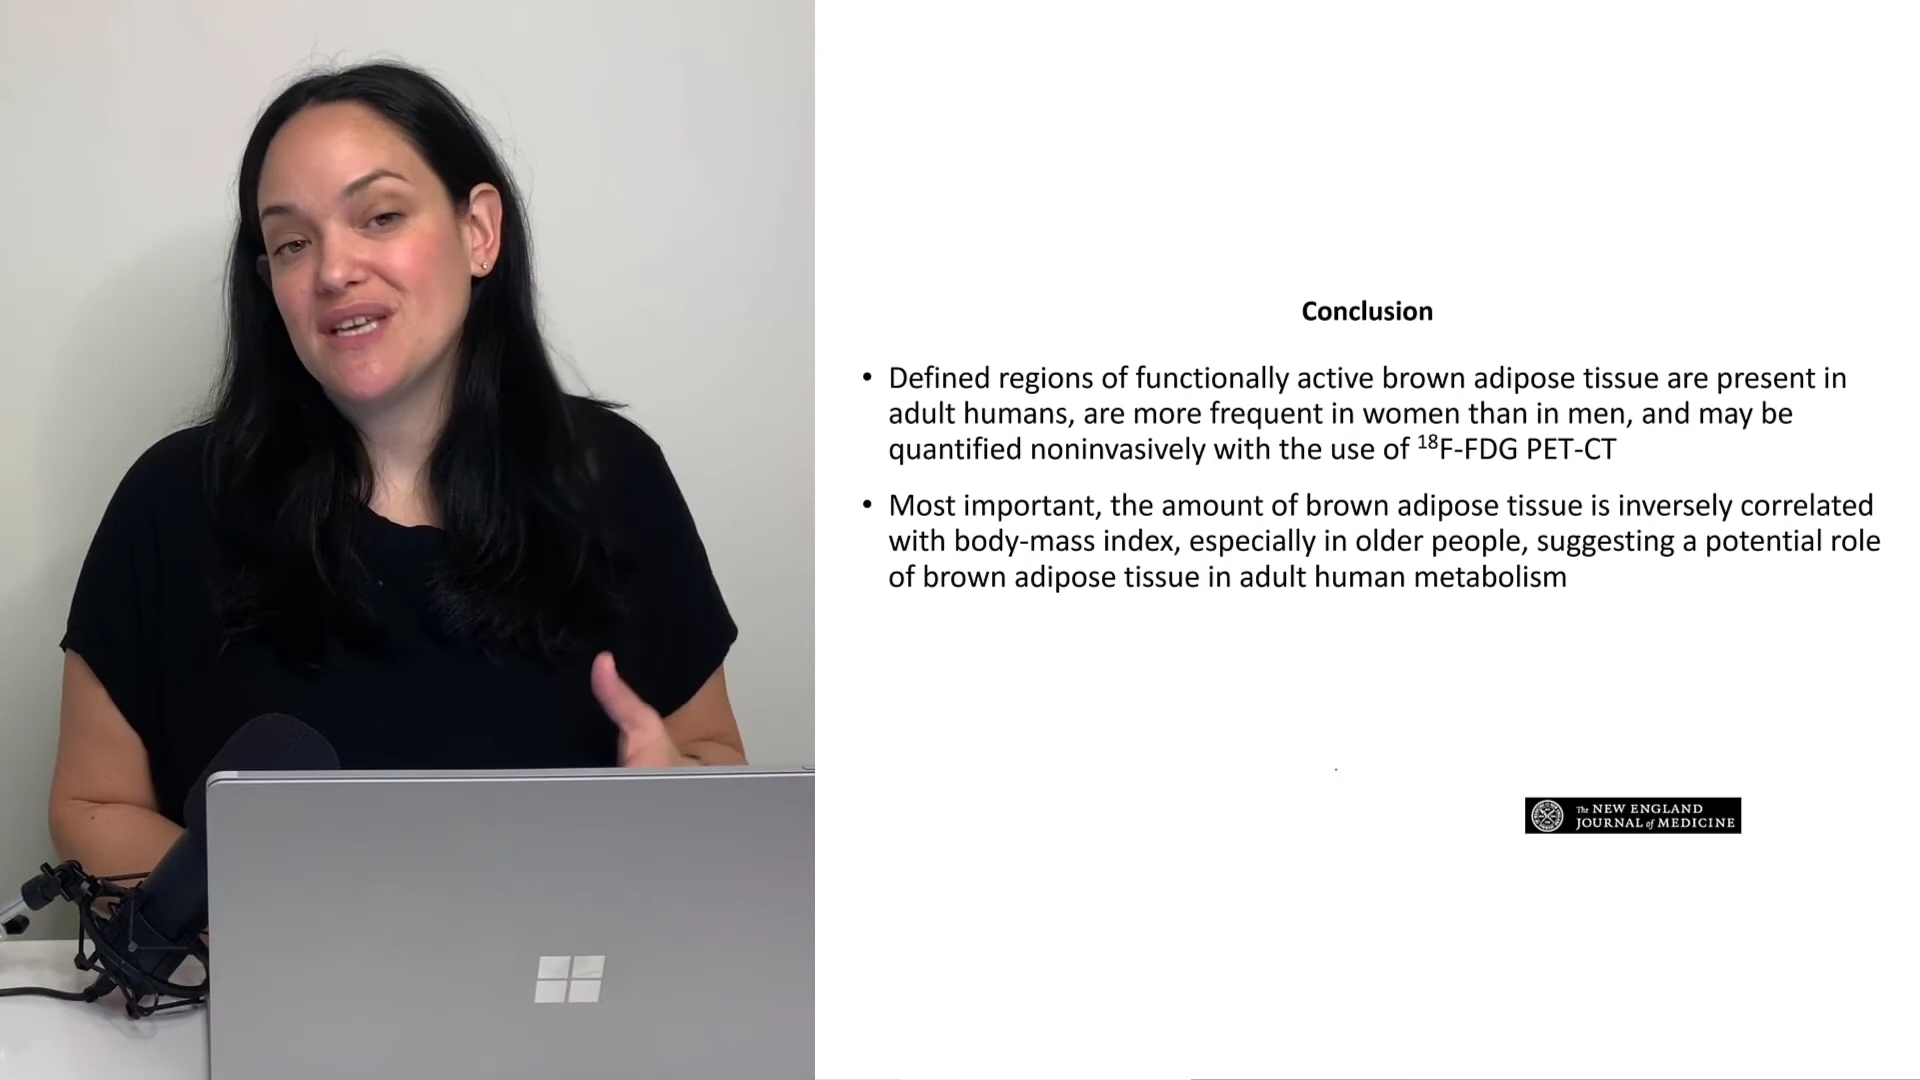 Conclusion
• Defined regions of functionally active brown adipose tissue are present in
adult humans, are more frequent in women than in men, and may be
quantified noninvasively with the use of ¹⁸F-FDG PET-CT
• Most important, the amount of brown adipose tissue is inversely correlated
with body-mass index, especially in older people, suggesting a potential role
of brown adipose tissue in adult human metabolism
The NEW ENGLAND
JOURNAL of MEDICINE